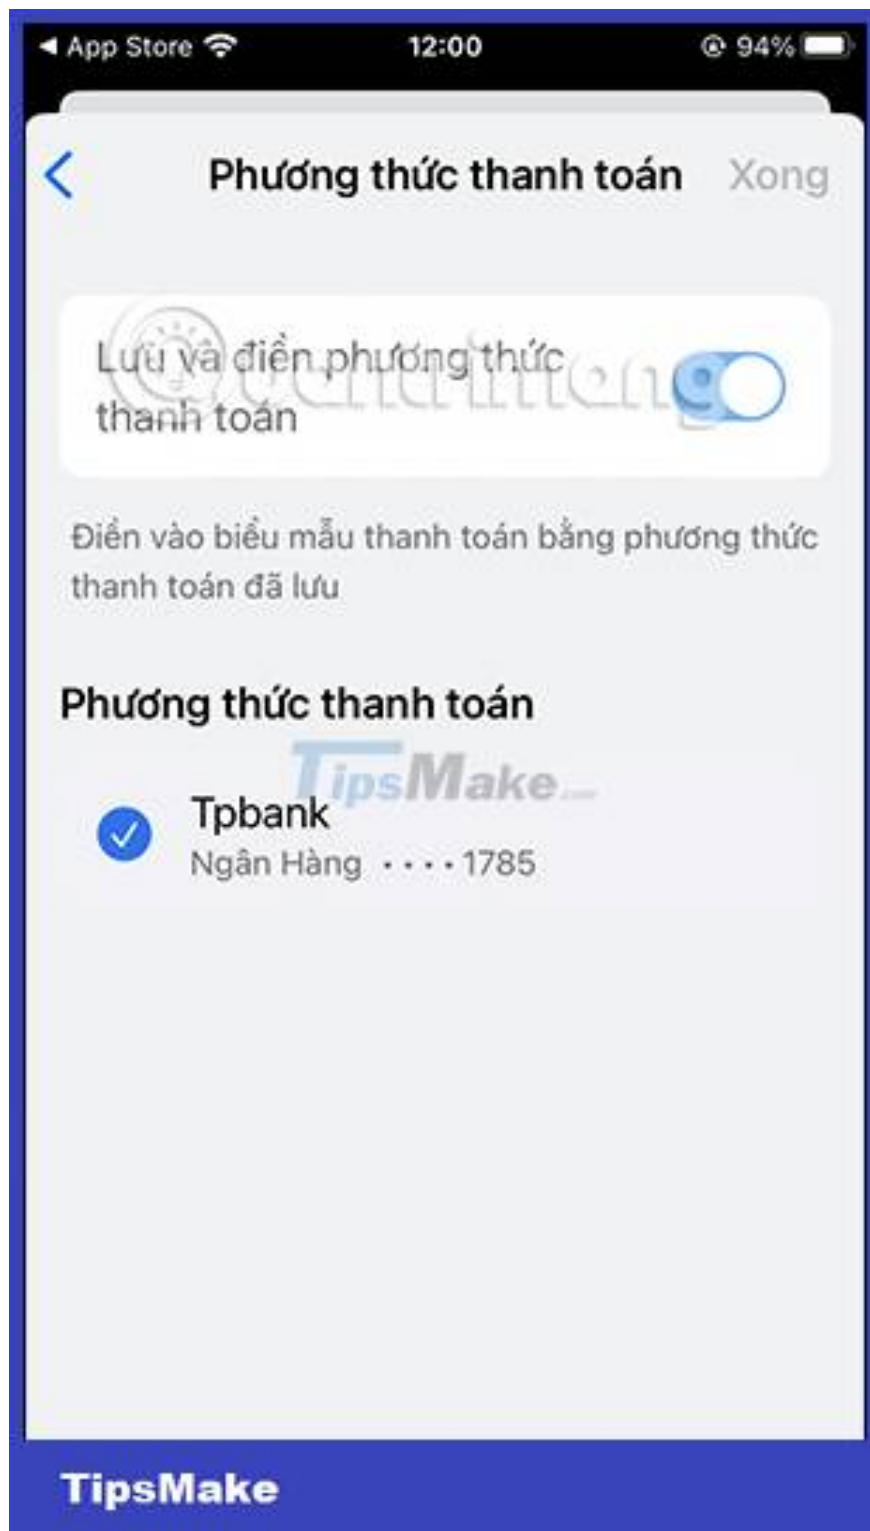 App Store
12:00
94%
Phương thức thanh toán
Xong
Lưu và điền phương thức
thanh toán
Quantrimang
Điền vào biểu mẫu thanh toán bằng phương thức
thanh toán đã lưu
Phương thức thanh toán
TipsMake.com
Tpbank
Ngân Hàng ····1785
TipsMake